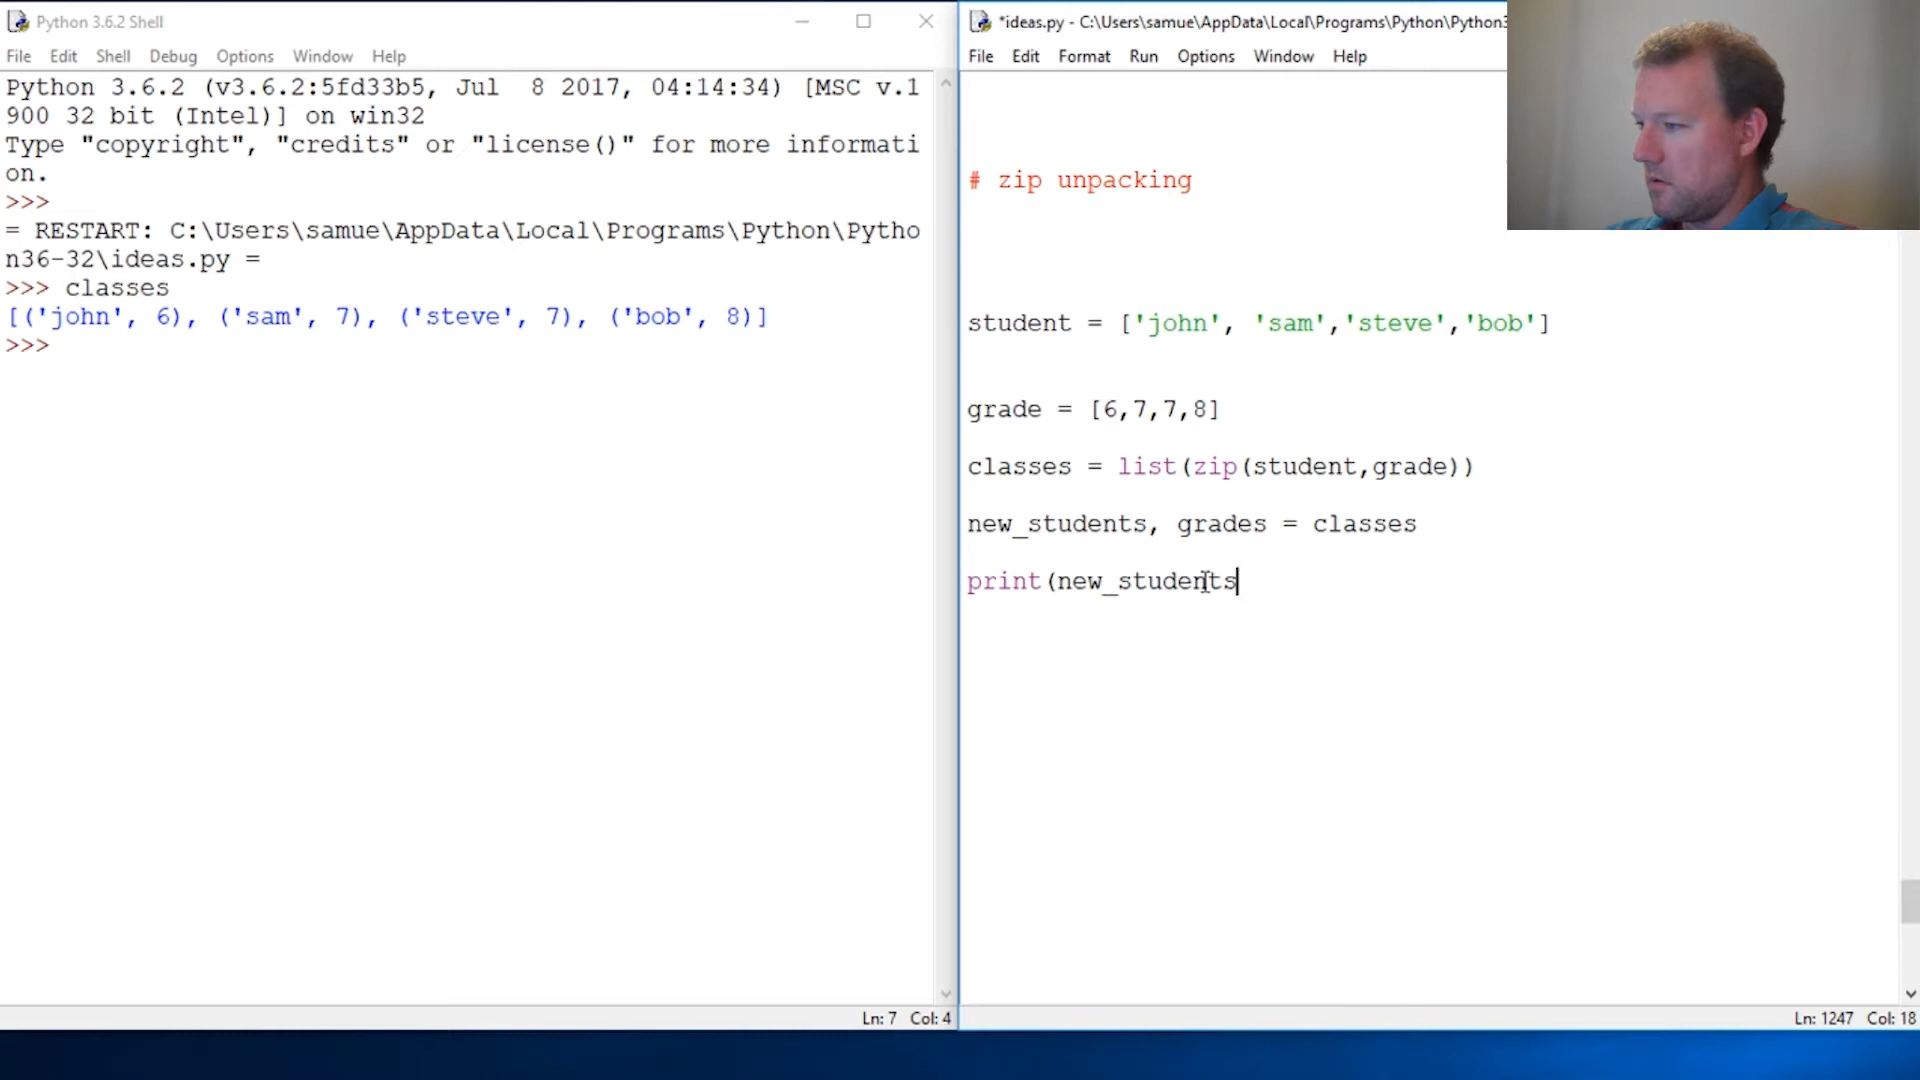 Python 3.6.2 Shell
File Edit Shell Debug Options Window Help
Python 3.6.2 (v3.6.2:5fd33b5, Jul  8 2017, 04:14:34) [MSC v.1
900 32 bit (Intel)] on win32
Type "copyright", "credits" or "license()" for more informati
on.
>>>
= RESTART: C:\Users\samue\AppData\Local\Programs\Python\Pytho
n36-32\ideas.py =
>>> classes
[('john', 6), ('sam', 7), ('steve', 7), ('bob', 8)]
>>>
Ln: 7 Col: 4
*ideas.py - C:\Users\samue\AppData\Local\Programs\Python\Python3
File Edit Format Run Options Window Help
# zip unpacking
student = ['john', 'sam','steve','bob']
grade = [6,7,7,8]
classes = list(zip(student,grade))
new_students, grades = classes
print(new_students
Ln: 1247 Col: 18